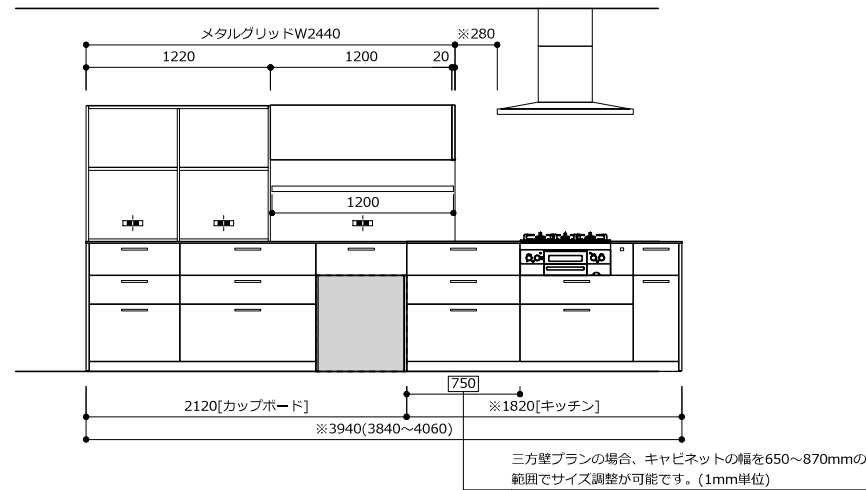 メタルグリッドW2440
※280
1220
1200
20
1200
750
2120[カップボード]
※1820[キッチン]
※3940(3840～4060)
三方壁プランの場合、キャビネットの幅を650～870mmの
範囲でサイズ調整が可能です。(1mm単位)